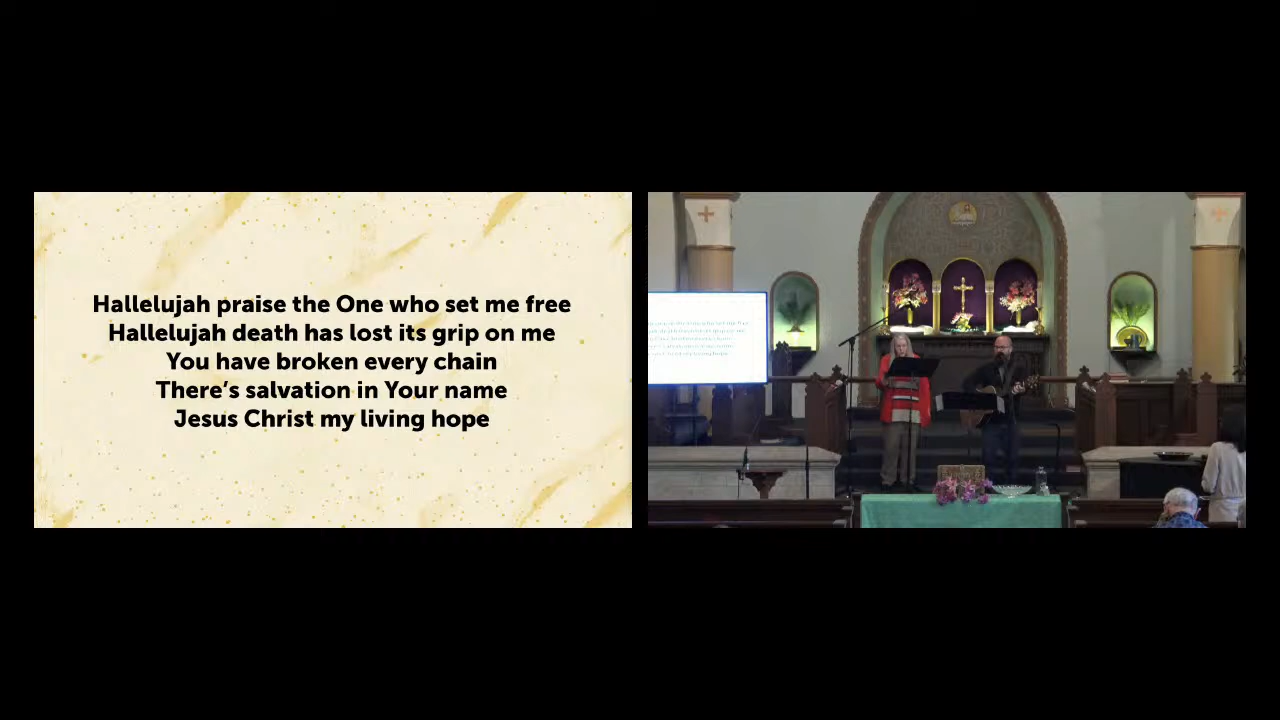 Hallelujah praise the One who set me free
Hallelujah death has lost its grip on me
You have broken every chain
There’s salvation in Your name
Jesus Christ my living hope